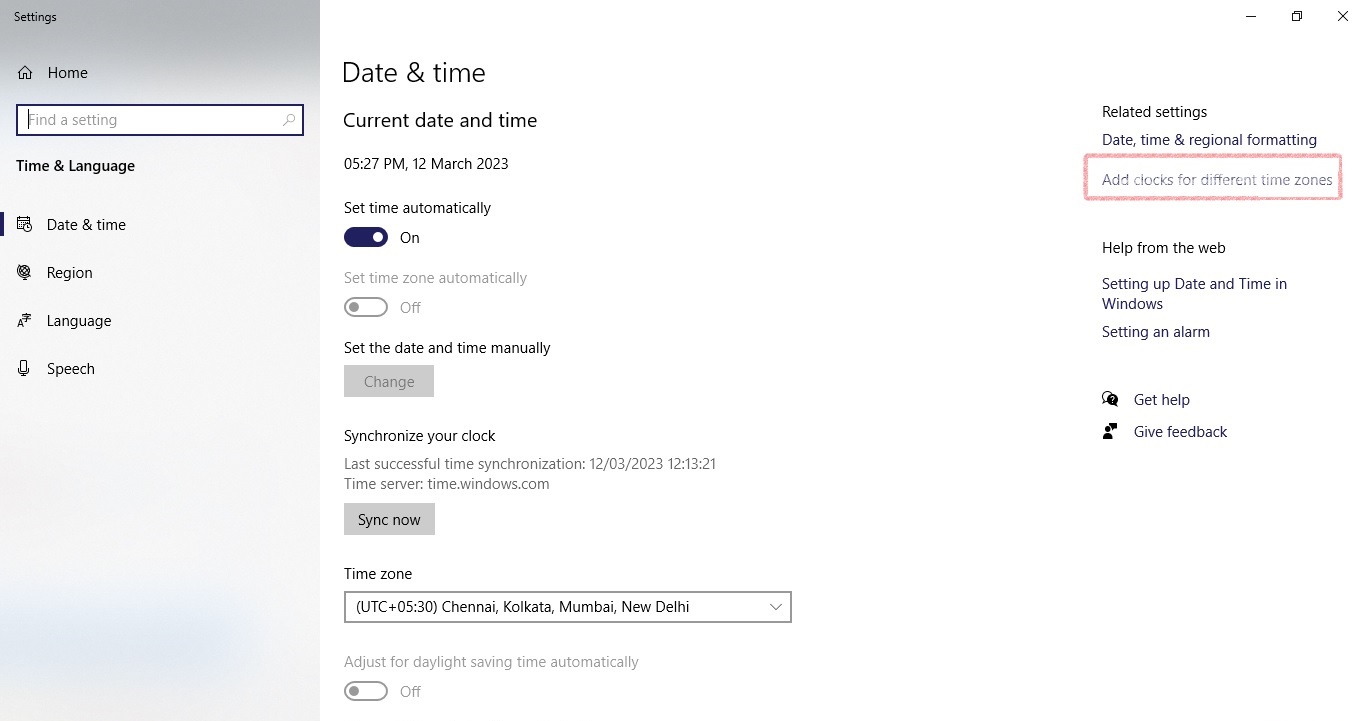 Settings
Home
Find a setting
Time & Language
Date & time
Region
Language
Speech
Date & time
Current date and time
05:27 PM, 12 March 2023
Set time automatically
On
Set time zone automatically
Off
Set the date and time manually
Change
Synchronize your clock
Last successful time synchronization: 12/03/2023 12:13:21
Time server: time.windows.com
Sync now
Time zone
(UTC+05:30) Chennai, Kolkata, Mumbai, New Delhi
Adjust for daylight saving time automatically
Off
Related settings
Date, time & regional formatting
Add clocks for different time zones
Help from the web
Setting up Date and Time in
Windows
Setting an alarm
Get help
Give feedback